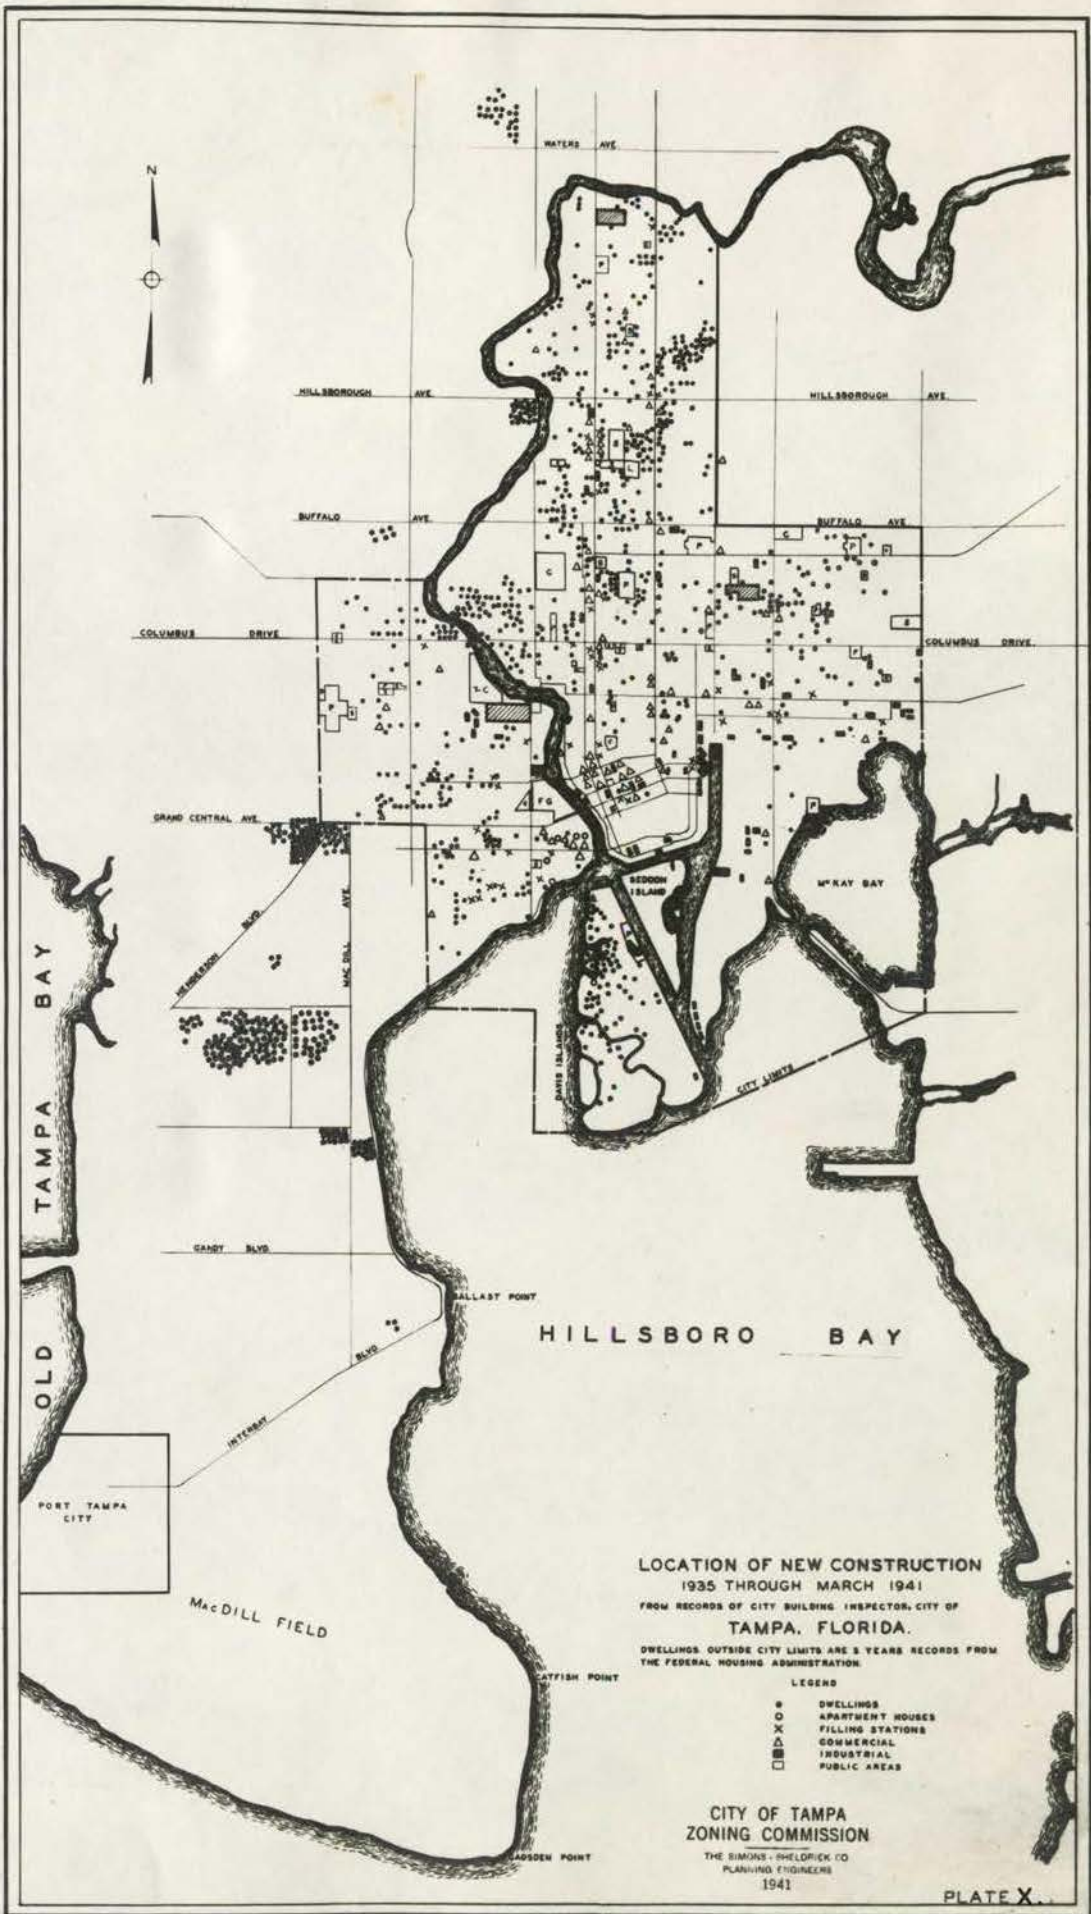 N
WATERS AVE.
HILLSBOROUGH AVE.
HILLSBOROUGH AVE.
BUFFALO AVE.
BUFFALO AVE.
COLUMBUS DRIVE.
COLUMBUS DRIVE.
GRAND CENTRAL AVE.
FG
SEDDON
ISLAND
McKAY BAY
HENDERSON BLVD.
MAC DILL AVE.
DAVIS ISLANDS
CITY LIMITS
OLD TAMPA BAY
GANDY BLVD.
BALLAST POINT
HILLSBORO BAY
INTERBAY BLVD.
PORT TAMPA
CITY
MacDILL FIELD
CATFISH POINT
GADSDEN POINT
LOCATION OF NEW CONSTRUCTION
1935 THROUGH MARCH 1941
FROM RECORDS OF CITY BUILDING INSPECTOR, CITY OF
TAMPA, FLORIDA.
DWELLINGS OUTSIDE CITY LIMITS ARE 5 YEARS RECORDS FROM
THE FEDERAL HOUSING ADMINISTRATION.
LEGEND
DWELLINGS
APARTMENT HOUSES
FILLING STATIONS
COMMERCIAL
INDUSTRIAL
PUBLIC AREAS
CITY OF TAMPA
ZONING COMMISSION
THE SIMONS-SHELDRICK CO
PLANNING ENGINEERS
1941
PLATE X.